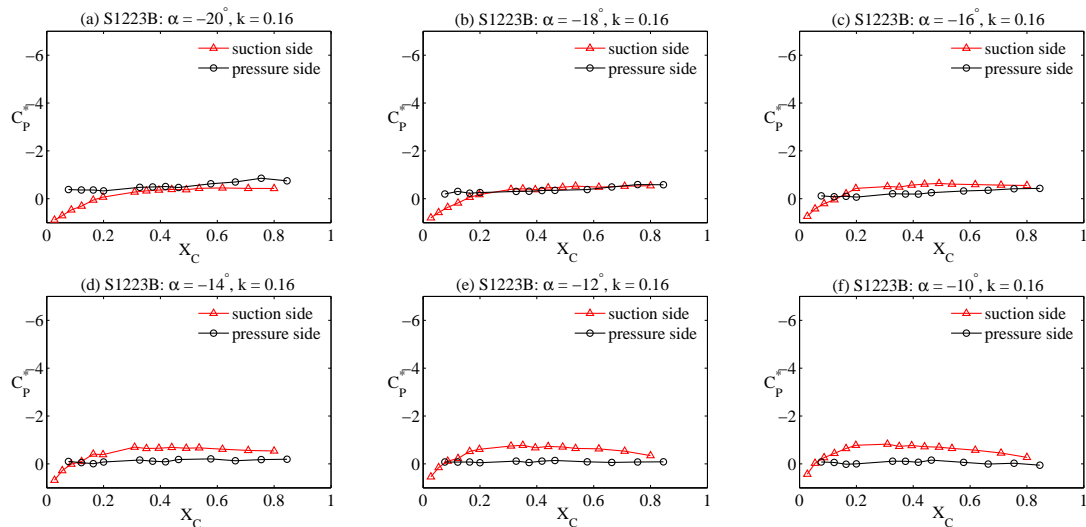 (a) S1223B: α = −20°, k = 0.16
suction side
pressure side
−6
−4
−2
0
C*P
0 0.2 0.4 0.6 0.8 1
XC
(b) S1223B: α = −18°, k = 0.16
suction side
pressure side
−6
−4
−2
0
C*P
0 0.2 0.4 0.6 0.8 1
XC
(c) S1223B: α = −16°, k = 0.16
suction side
pressure side
−6
−4
−2
0
C*P
0 0.2 0.4 0.6 0.8 1
XC
(d) S1223B: α = −14°, k = 0.16
suction side
pressure side
−6
−4
−2
0
C*P
0 0.2 0.4 0.6 0.8 1
XC
(e) S1223B: α = −12°, k = 0.16
suction side
pressure side
−6
−4
−2
0
C*P
0 0.2 0.4 0.6 0.8 1
XC
(f) S1223B: α = −10°, k = 0.16
suction side
pressure side
−6
−4
−2
0
C*P
0 0.2 0.4 0.6 0.8 1
XC